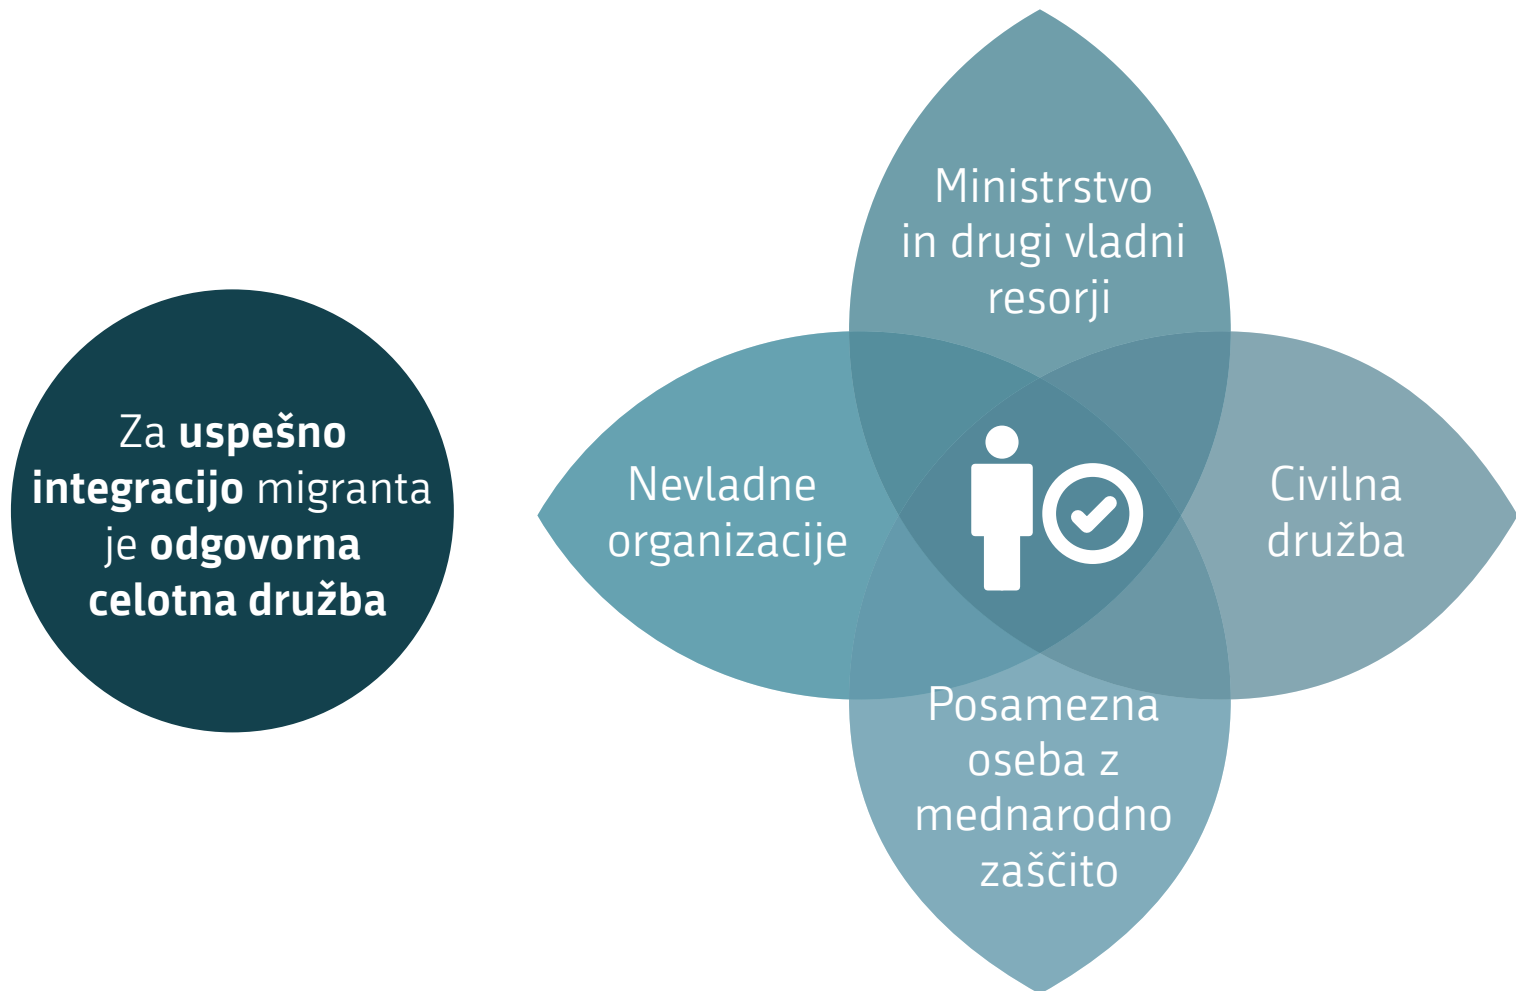 Za uspešno
integracijo migranta
je odgovorna
celotna družba
Ministrstvo
in drugi vladni
resorji
Nevladne
organizacije
Civilna
družba
Posamezna
oseba z
mednarodno
zaščito